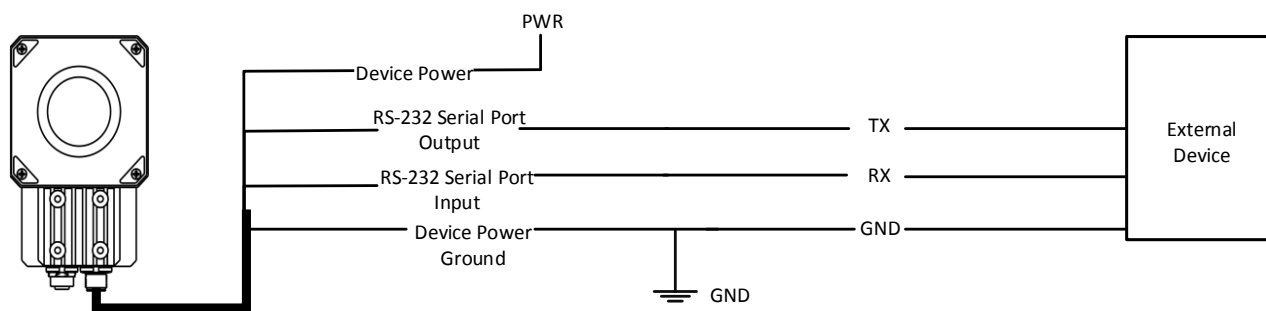 PWR
Device Power
RS-232 Serial Port
Output
TX
External
Device
RS-232 Serial Port
Input
RX
Device Power
Ground
GND
GND